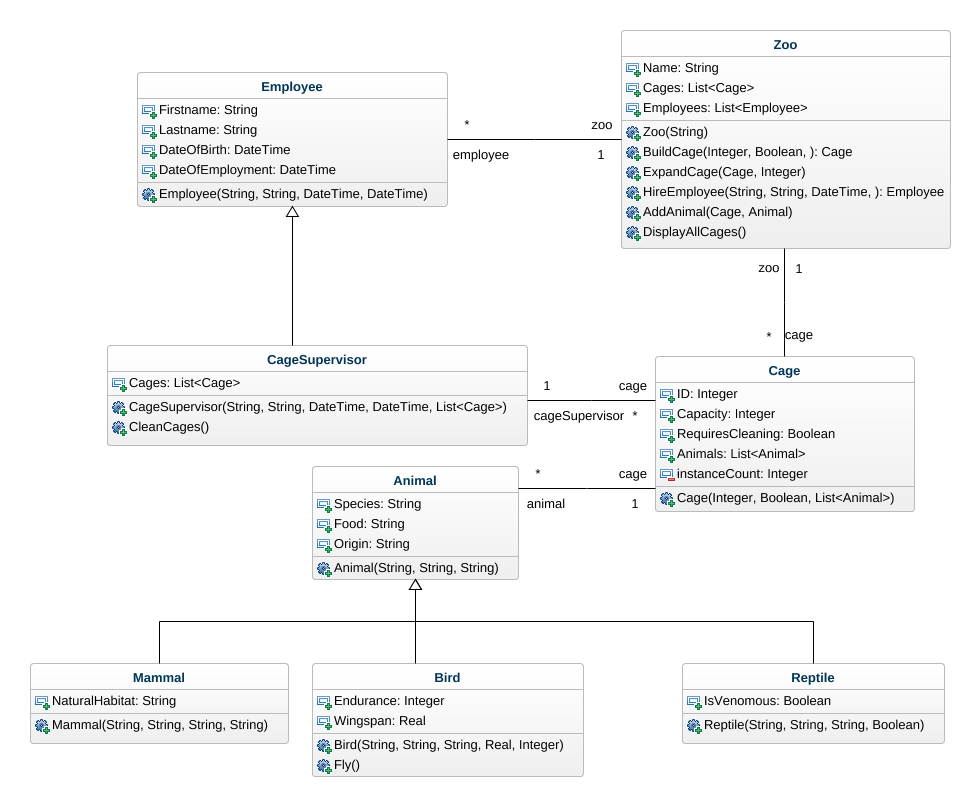 Zoo
Name: String
Cages: List<Cage>
Employees: List<Employee>
Zoo(String)
BuildCage(Integer, Boolean, ): Cage
ExpandCage(Cage, Integer)
HireEmployee(String, String, DateTime, ): Employee
AddAnimal(Cage, Animal)
DisplayAllCages()
Employee
Firstname: String
Lastname: String
DateOfBirth: DateTime
DateOfEmployment: DateTime
Employee(String, String, DateTime, DateTime)
* zoo
employee 1
zoo 1
* cage
CageSupervisor
Cages: List<Cage>
CageSupervisor(String, String, DateTime, DateTime, List<Cage>)
CleanCages()
1 cage
cageSupervisor *
Cage
ID: Integer
Capacity: Integer
RequiresCleaning: Boolean
Animals: List<Animal>
instanceCount: Integer
Cage(Integer, Boolean, List<Animal>)
Animal
Species: String
Food: String
Origin: String
Animal(String, String, String)
* cage
animal 1
Mammal
NaturalHabitat: String
Mammal(String, String, String, String)
Bird
Endurance: Integer
Wingspan: Real
Bird(String, String, String, Real, Integer)
Fly()
Reptile
IsVenomous: Boolean
Reptile(String, String, String, Boolean)